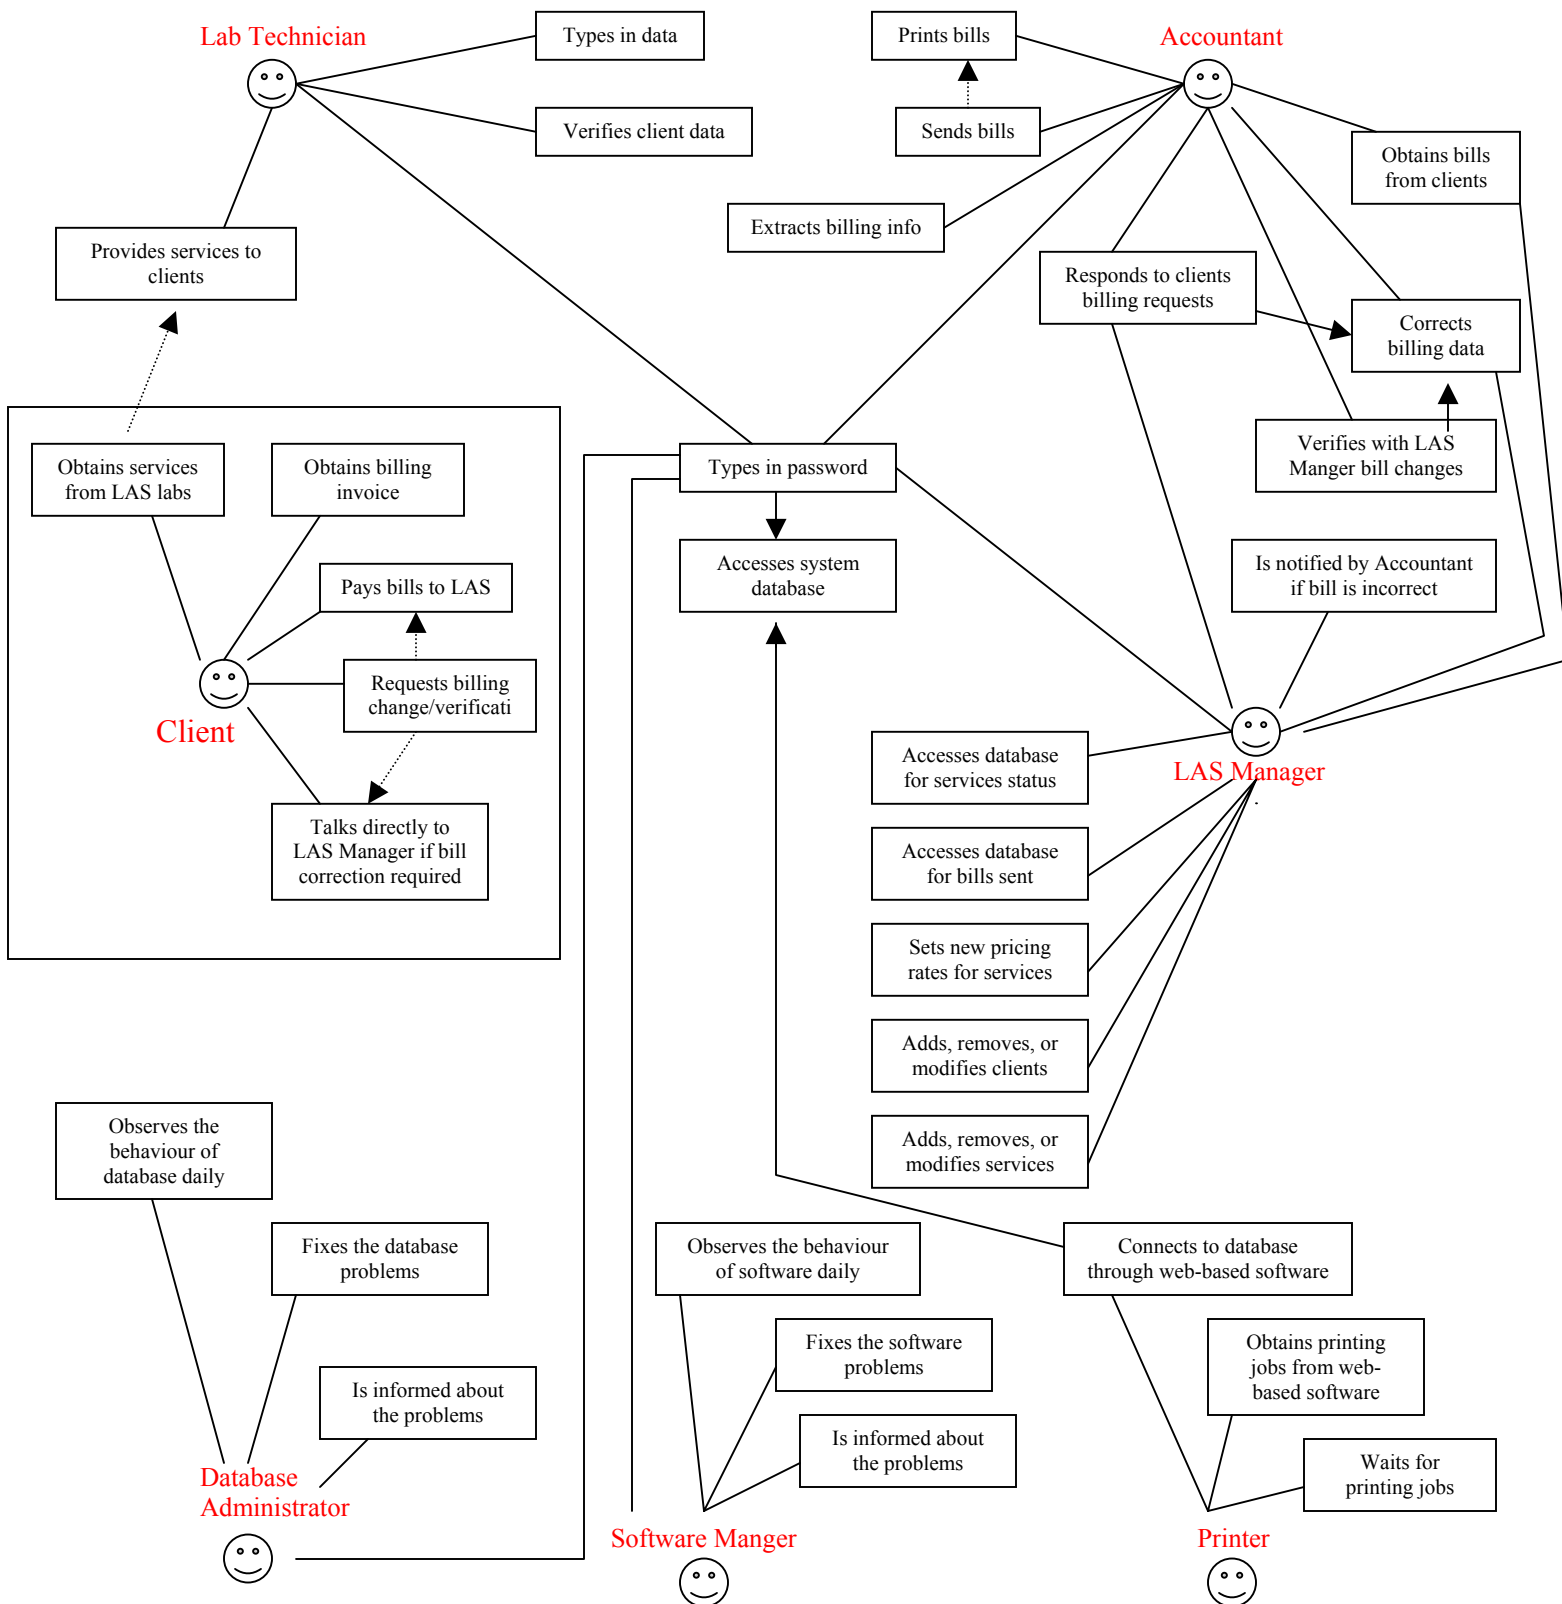 Lab Technician
Types in data
Prints bills
Accountant
Verifies client data
Sends bills
Obtains bills
from clients
Extracts billing info
Provides services to
clients
Responds to clients
billing requests
Corrects
billing data
Obtains services
from LAS labs
Obtains billing
invoice
Types in password
Verifies with LAS
Manger bill changes
Pays bills to LAS
Accesses system
database
Is notified by Accountant
if bill is incorrect
Requests billing
change/verificati
Client
Accesses database
for services status
LAS Manager
Talks directly to
LAS Manager if bill
correction required
Accesses database
for bills sent
Sets new pricing
rates for services
Adds, removes, or
modifies clients
Observes the
behaviour of
database daily
Adds, removes, or
modifies services
Fixes the database
problems
Observes the behaviour
of software daily
Connects to database
through web-based software
Is informed about
the problems
Fixes the software
problems
Obtains printing
jobs from web-
based software
Is informed about
the problems
Waits for
printing jobs
Database
Administrator
Software Manger
Printer